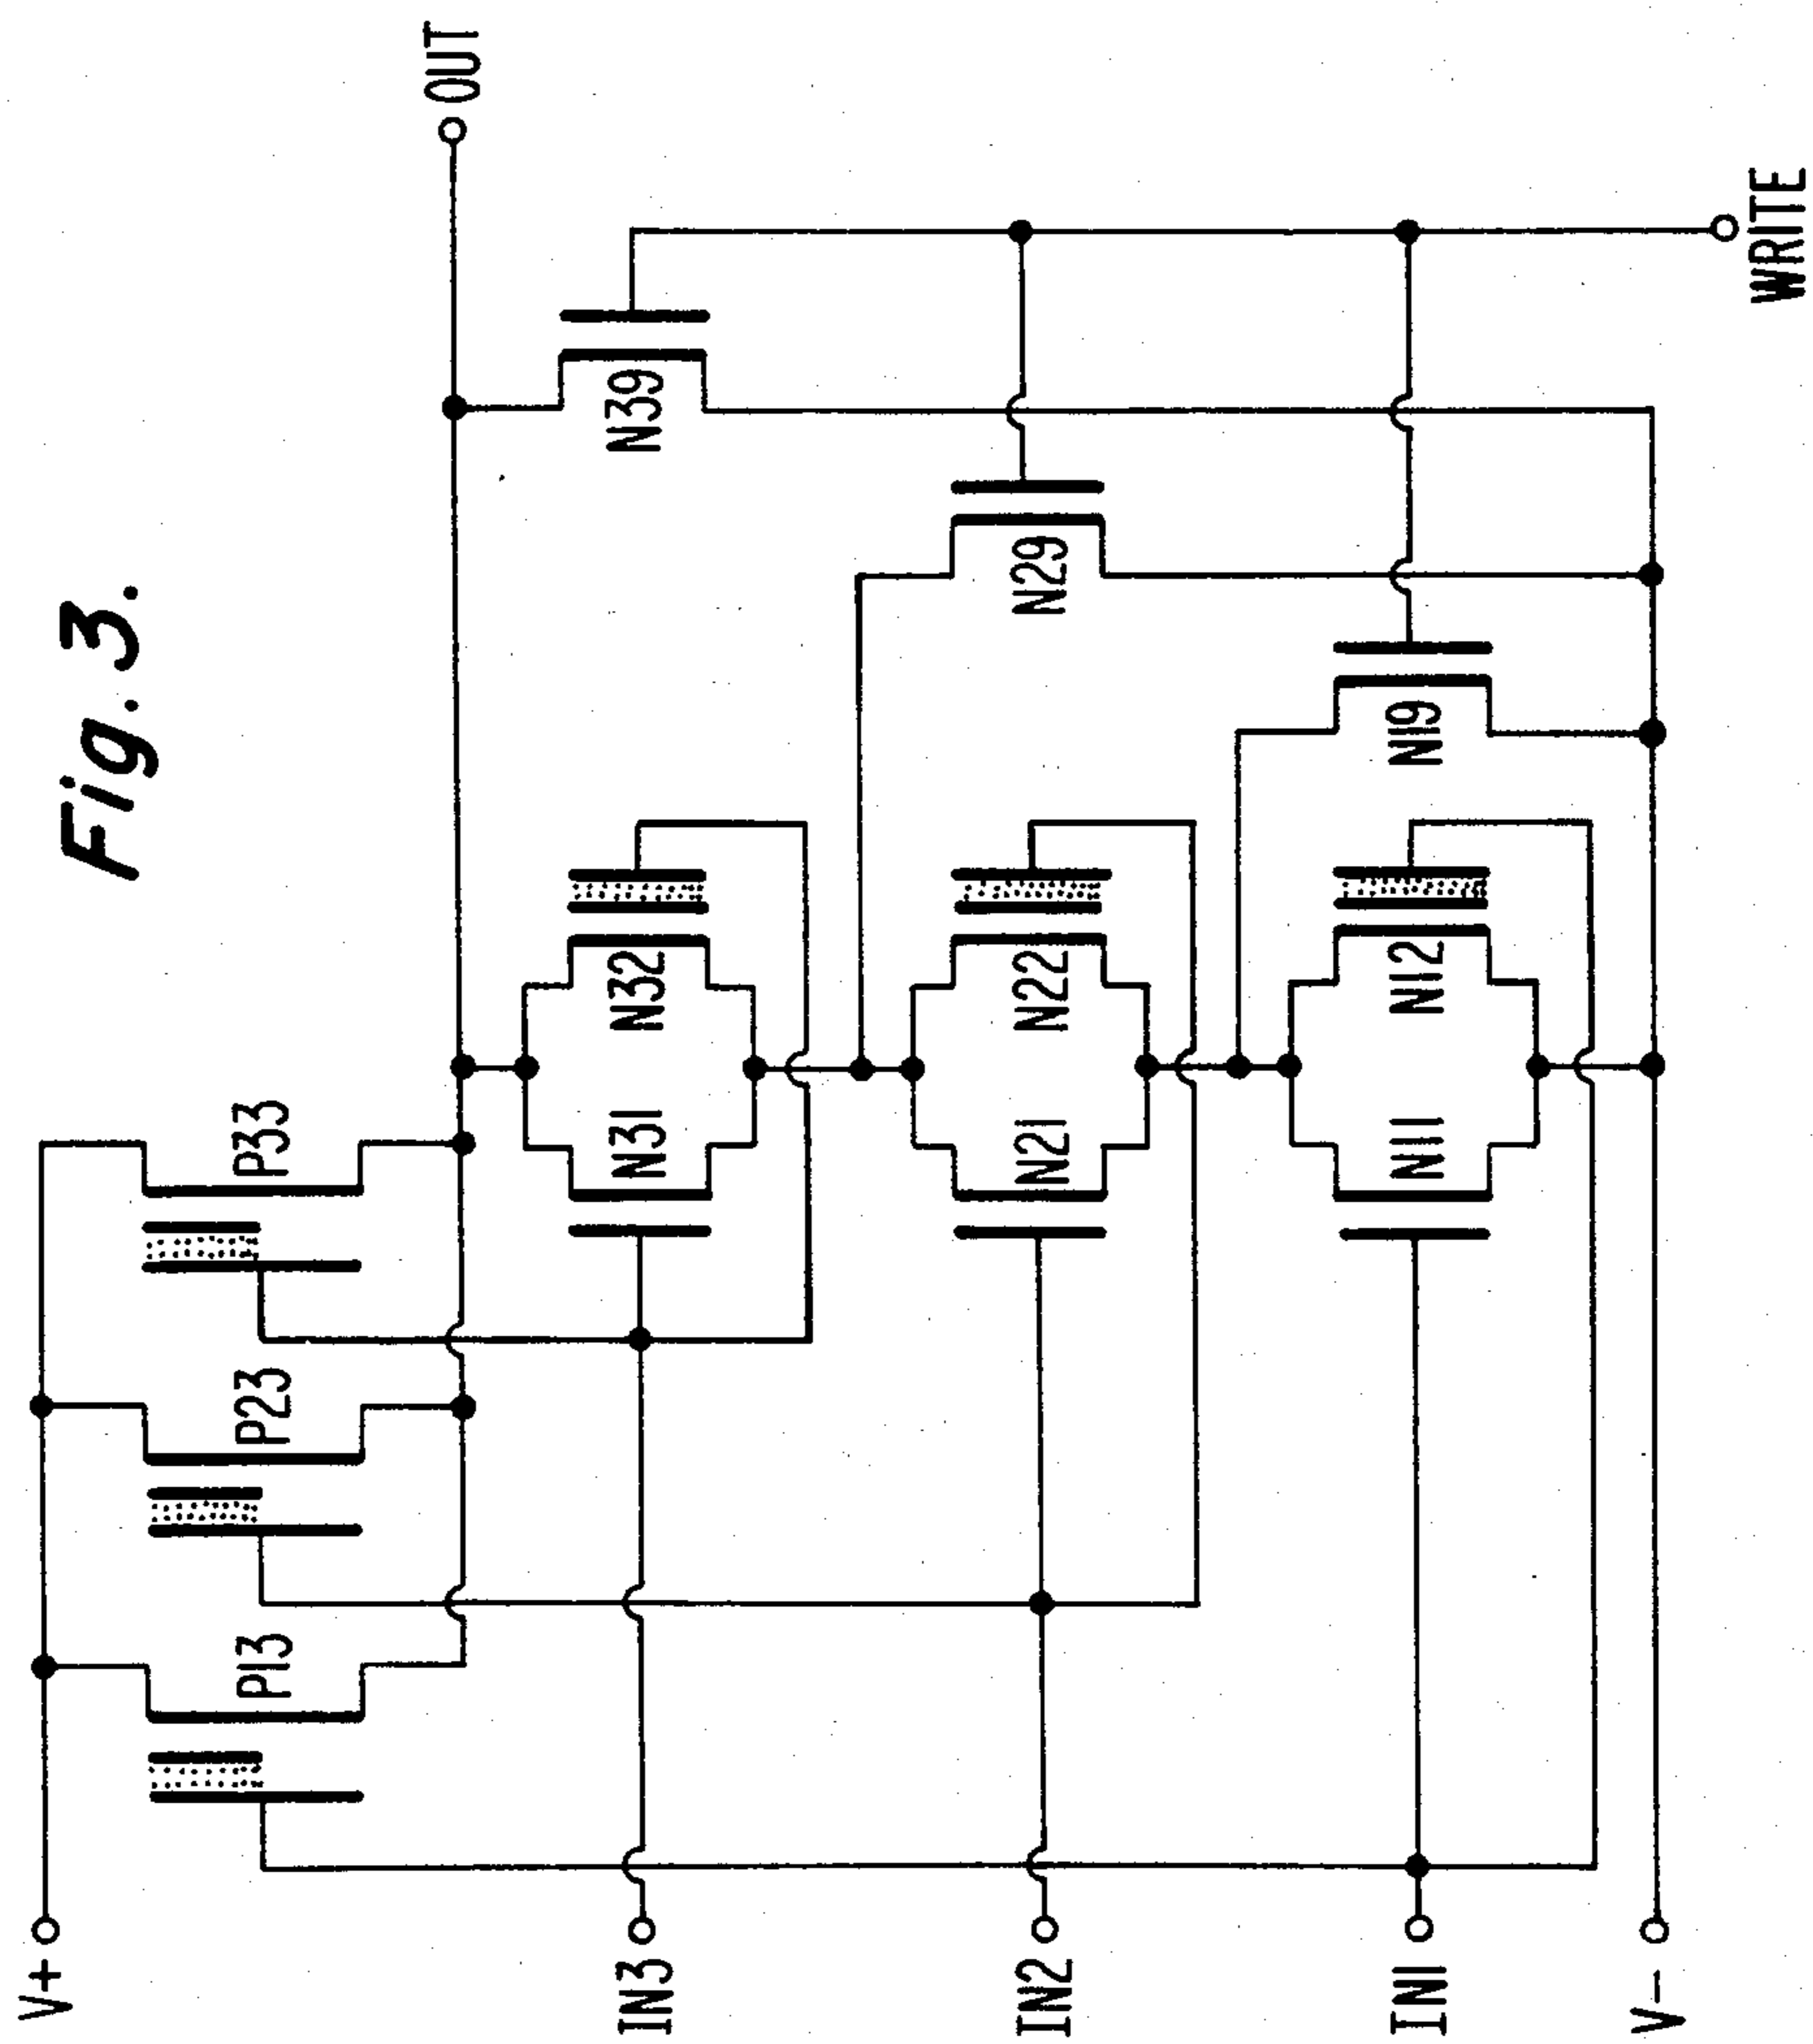 Fig. 3.
V+
P13
P23
P33
OUT
IN3
N31
N32
N39
IN2
N21
N22
N29
IN1
N11
N12
N19
V-
WRITE